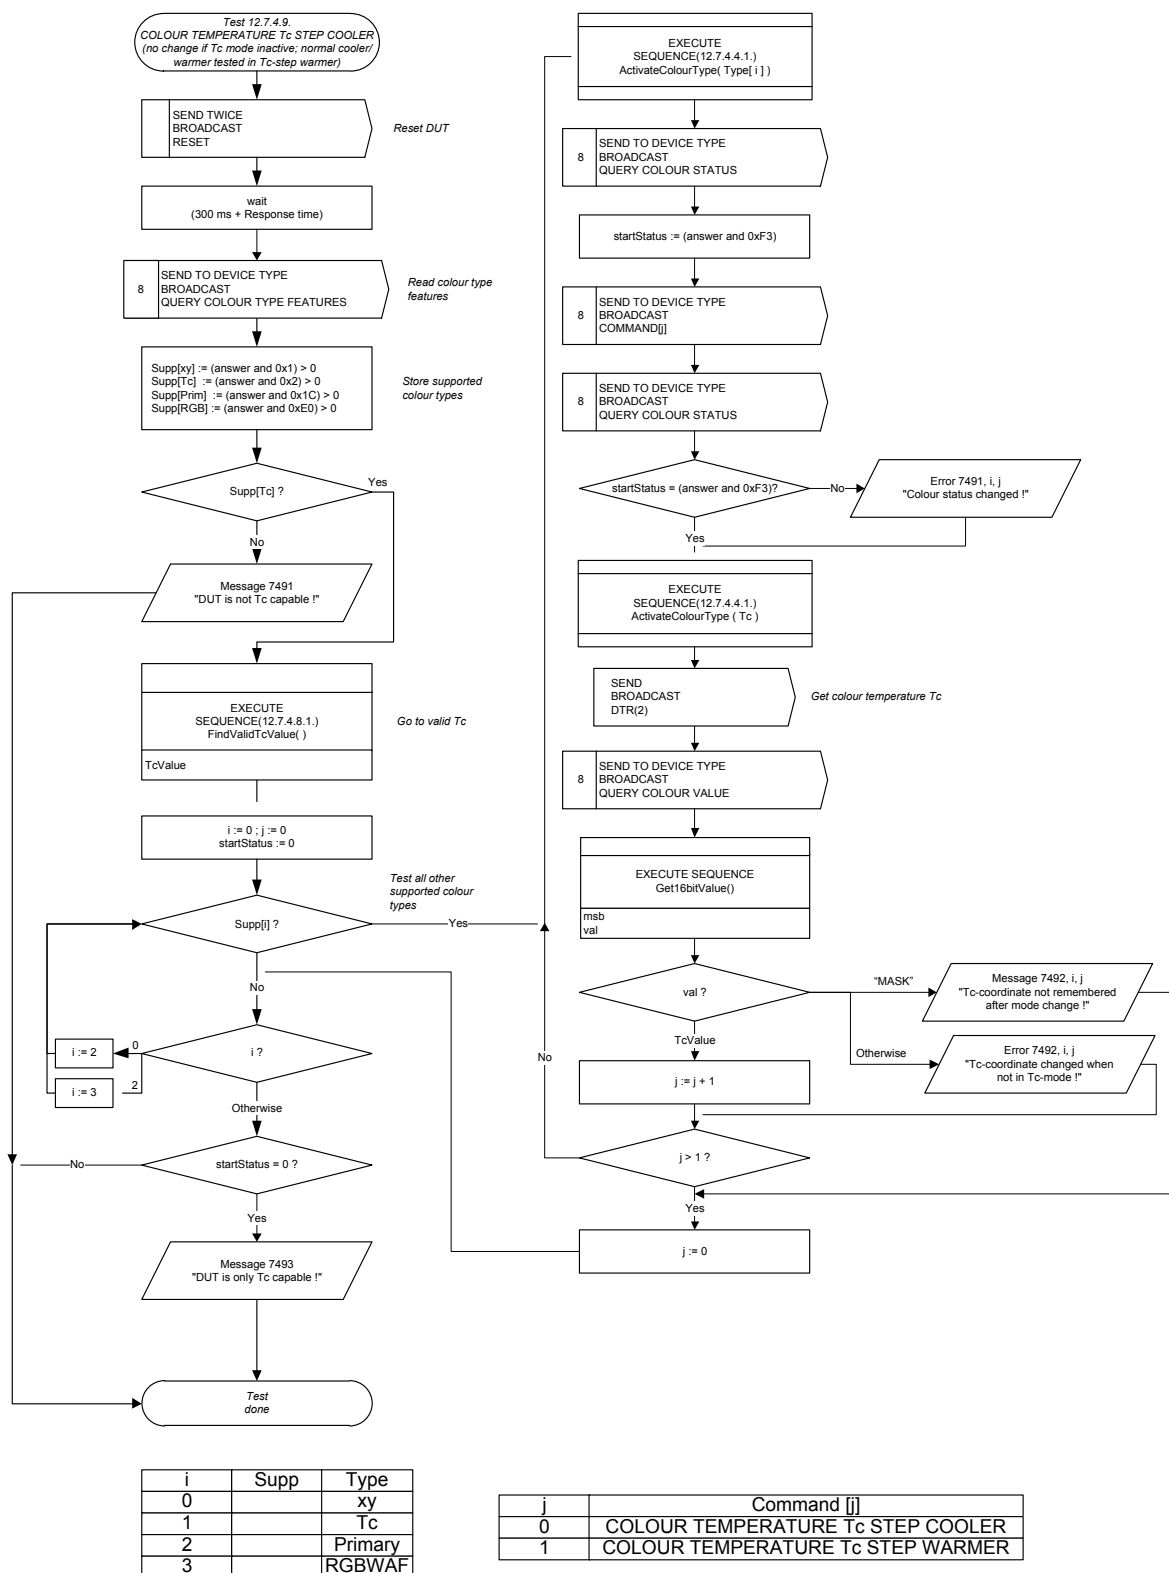 Test 12.7.4.9.
COLOUR TEMPERATURE Tc STEP COOLER
(no change if Tc mode inactive; normal cooler/
warmer tested in Tc-step warmer)
SEND TWICE
BROADCAST
RESET
Reset DUT
wait
(300 ms + Response time)
8
SEND TO DEVICE TYPE
BROADCAST
QUERY COLOUR TYPE FEATURES
Read colour type
features
Supp[xy] := (answer and 0x1) > 0
Supp[Tc] := (answer and 0x2) > 0
Supp[Prim] := (answer and 0x1C) > 0
Supp[RGB] := (answer and 0xE0) > 0
Store supported
colour types
Supp[Tc] ?
Yes
No
Message 7491
"DUT is not Tc capable !"
EXECUTE
SEQUENCE(12.7.4.8.1.)
FindValidTcValue( )
TcValue
Go to valid Tc
i := 0 ; j := 0
startStatus := 0
Test all other
supported colour
types
Supp[i] ?
Yes
No
i ?
0
i := 2
2
i := 3
Otherwise
startStatus = 0 ?
No
Yes
Message 7493
"DUT is only Tc capable !"
Test
done
EXECUTE
SEQUENCE(12.7.4.4.1.)
ActivateColourType( Type[ i ] )
8
SEND TO DEVICE TYPE
BROADCAST
QUERY COLOUR STATUS
startStatus := (answer and 0xF3)
8
SEND TO DEVICE TYPE
BROADCAST
COMMAND[j]
8
SEND TO DEVICE TYPE
BROADCAST
QUERY COLOUR STATUS
startStatus = (answer and 0xF3)?
No
Error 7491, i, j
"Colour status changed !"
Yes
EXECUTE
SEQUENCE(12.7.4.4.1.)
ActivateColourType ( Tc )
SEND
BROADCAST
DTR(2)
Get colour temperature Tc
8
SEND TO DEVICE TYPE
BROADCAST
QUERY COLOUR VALUE
EXECUTE SEQUENCE
Get16bitValue()
msb
val
val ?
“MASK”
Message 7492, i, j
"Tc-coordinate not remembered
after mode change !"
TcValue
Otherwise
Error 7492, i, j
"Tc-coordinate changed when
not in Tc-mode !"
No
j := j + 1
j > 1 ?
Yes
j := 0
i Supp Type
0 xy
1 Tc
2 Primary
3 RGBWAF
j Command [j]
0 COLOUR TEMPERATURE Tc STEP COOLER
1 COLOUR TEMPERATURE Tc STEP WARMER